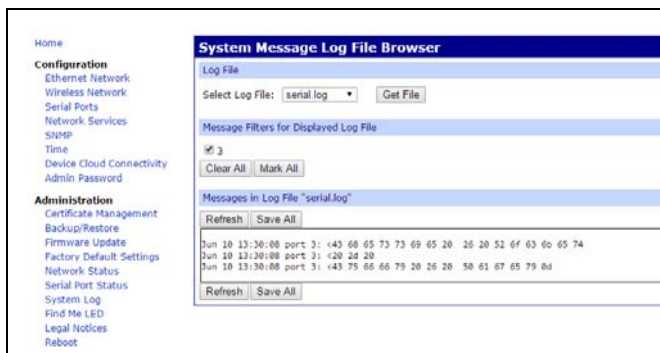 Home
Configuration
Ethernet Network
Wireless Network
Serial Ports
Network Services
SNMP
Time
Device Cloud Connectivity
Admin Password
Administration
Certificate Management
Backup/Restore
Firmware Update
Factory Default Settings
Network Status
Serial Port Status
System Log
Find Me LED
Legal Notices
Reboot
System Message Log File Browser
Log File
Select Log File: serial.log Get File
Message Filters for Displayed Log File
3
Clear All Mark All
Messages in Log File "serial.log"
Refresh Save All
Jun 10 13:30:08 port 3: <43 68 65 73 73 69 65 20 26 20 52 6f 63 6b 65 74
Jun 10 13:30:08 port 3: <20 2d 20
Jun 10 13:30:08 port 3: <43 75 66 66 79 20 26 20 50 61 67 65 79 0d
Refresh Save All